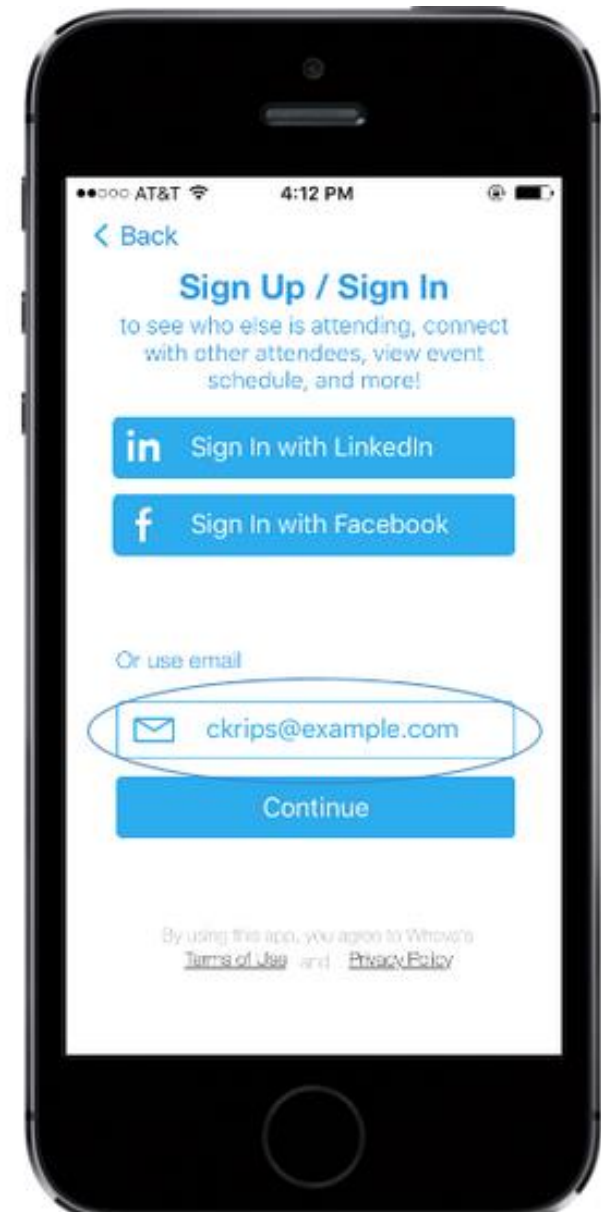 AT&T 4:12 PM
Back
Sign Up / Sign In
to see who else is attending, connect
with other attendees, view event
schedule, and more!
in Sign In with LinkedIn
f Sign In with Facebook
Or use email
ckrips@example.com
Continue
By using this app, you agree to Whova's
Terms of Use and Privacy Policy